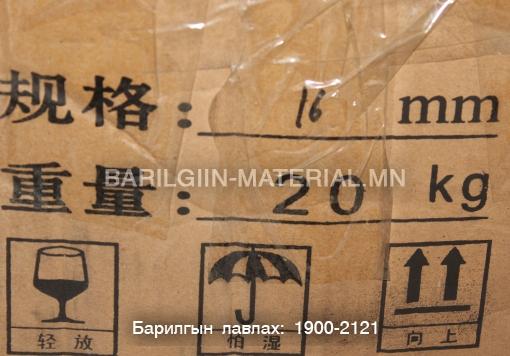 规格: 16 mm
重量: 20 kg
BARILGIIN-MATERIAL.MN
轻放 怕湿 向上
Барилгын лавлах: 1900-2121